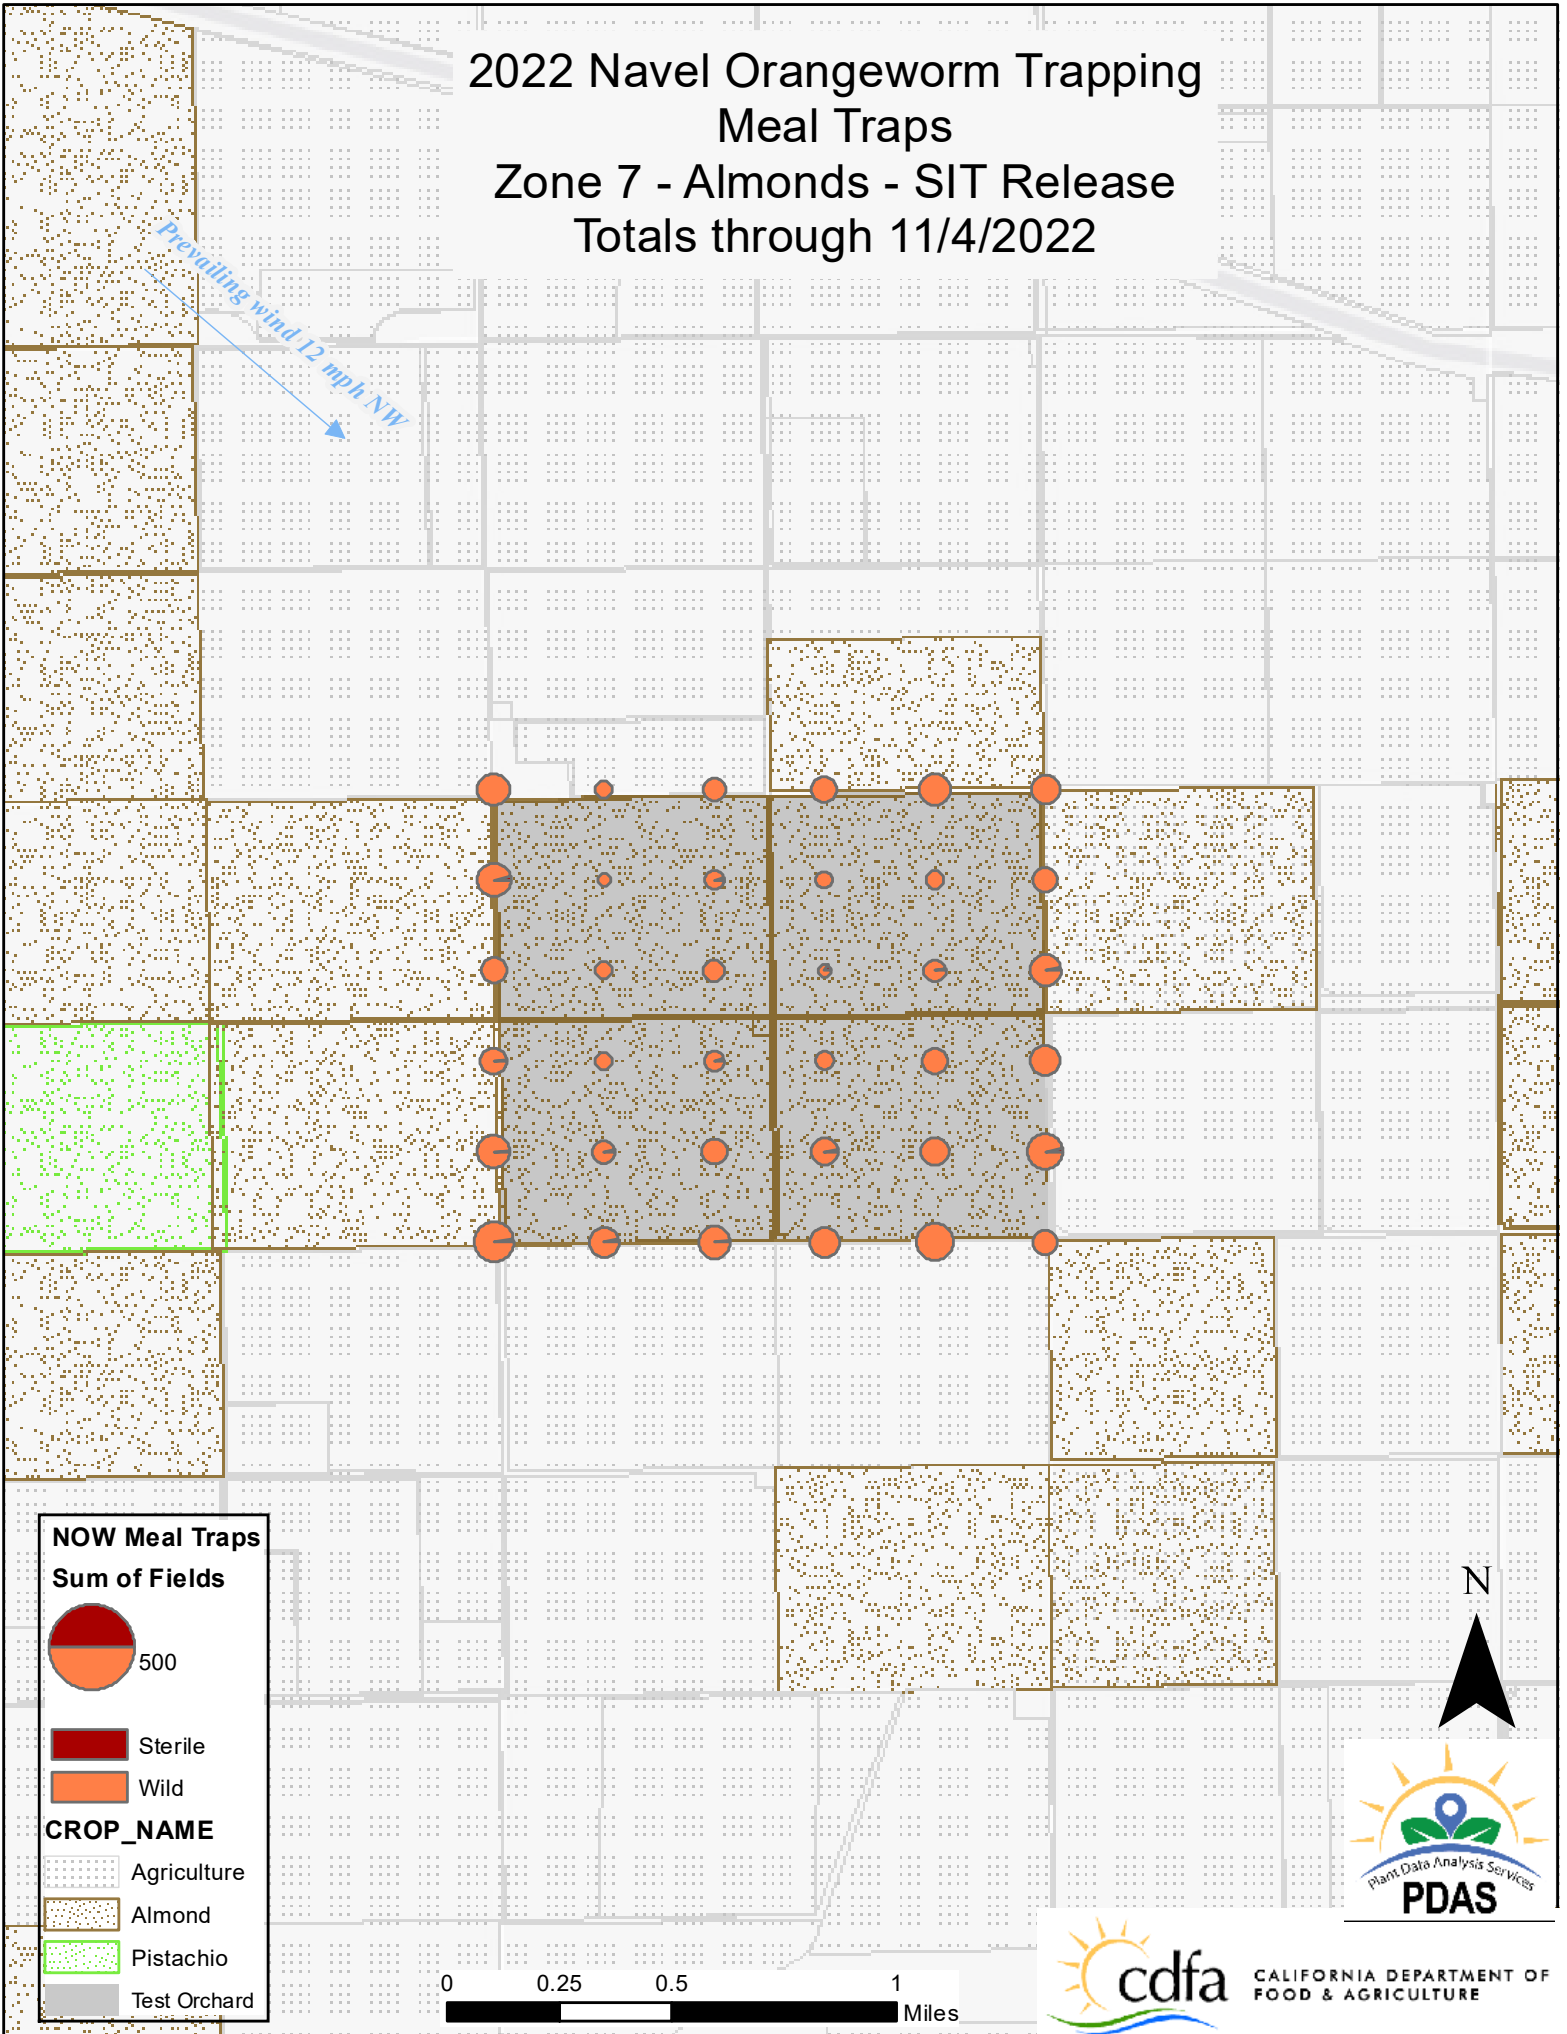 2022 Navel Orangeworm Trapping
Meal Traps
Zone 7 - Almonds - SIT Release
Totals through 11/4/2022
Prevailing wind 12 mph NW
NOW Meal Traps
Sum of Fields
500
Sterile
Wild
CROP_NAME
Agriculture
Almond
Pistachio
Test Orchard
0 0.25 0.5 1
Miles
N
Plant Data Analysis Services
PDAS
cdfa
CALIFORNIA DEPARTMENT OF
FOOD & AGRICULTURE